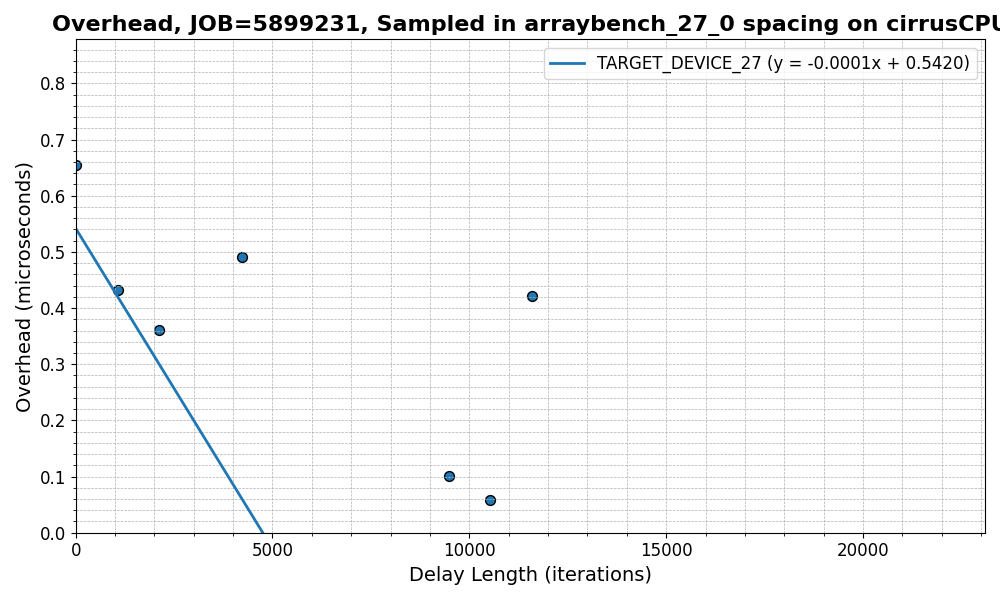 Overhead, JOB=5899231, Sampled in arraybench_27_0 spacing on cirrusCPU
TARGET_DEVICE_27 (y = -0.0001x + 0.5420)
0.8
0.7
0.6
0.5
0.4
0.3
0.2
0.1
0.0
Overhead (microseconds)
0 5000 10000 15000 20000
Delay Length (iterations)